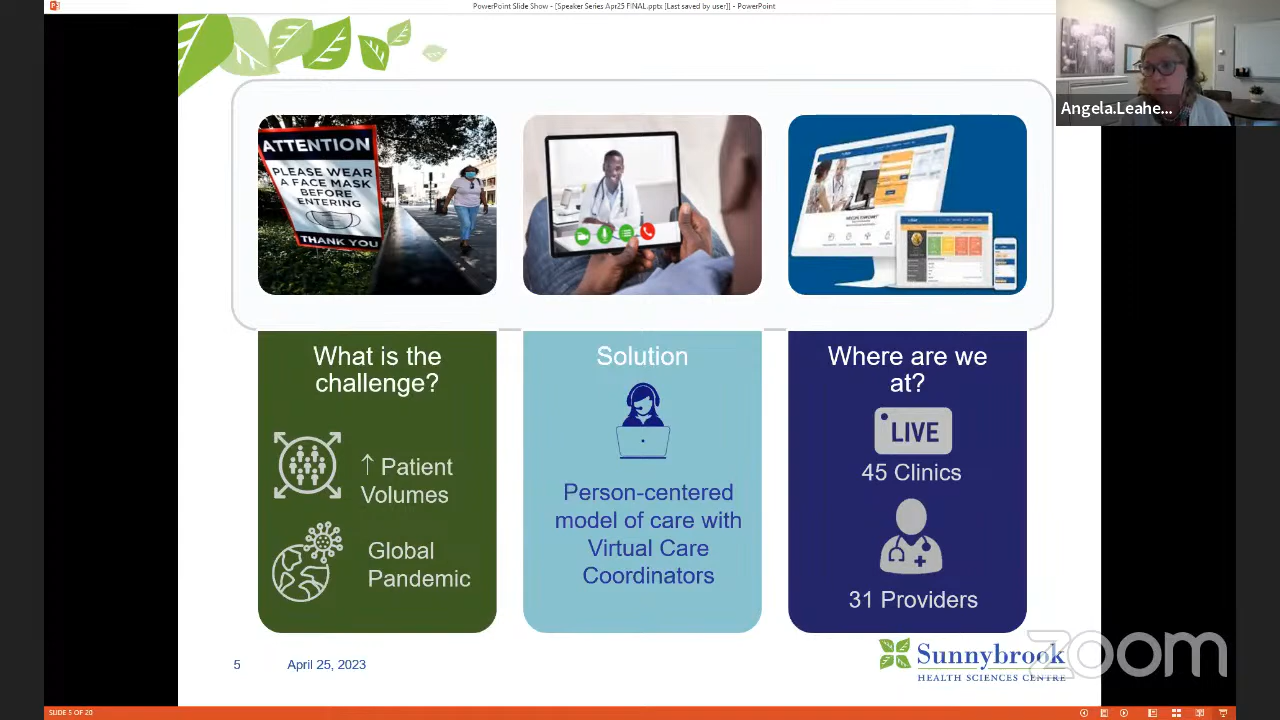 PowerPoint Slide Show - [Speaker Series Apr25 FINAL.pptx [Last saved by user]] - PowerPoint
Angela.Leahe...
ATTENTION
PLEASE WEAR
A FACE MASK
BEFORE
ENTERING
THANK YOU
What is the
challenge?
↑ Patient
Volumes
Global
Pandemic
Solution
Person-centered
model of care with
Virtual Care
Coordinators
Where are we
at?
LIVE
45 Clinics
31 Providers
5
April 25, 2023
Sunnybrook
HEALTH SCIENCES CENTRE
zoom
SLIDE 5 OF 20